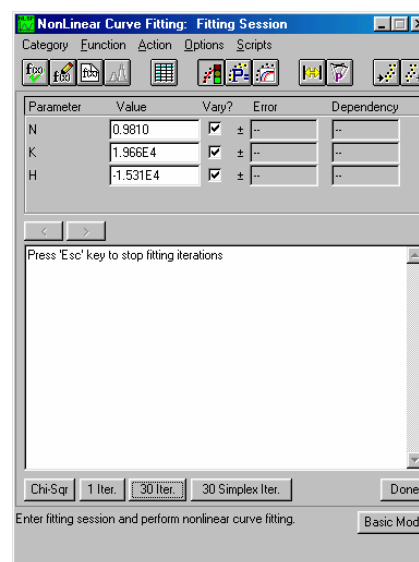 NonLinear Curve Fitting: Fitting Session
Category Function Action Options Scripts
Parameter Value Vary? Error Dependency
N 0.9810 ± -- --
K 1.966E4 ± -- --
H -1.531E4 ± -- --
< >
Press 'Esc' key to stop fitting iterations
Chi-Sqr 1 Iter. 30 Iter. 30 Simplex Iter. Done
Enter fitting session and perform nonlinear curve fitting. Basic Mod